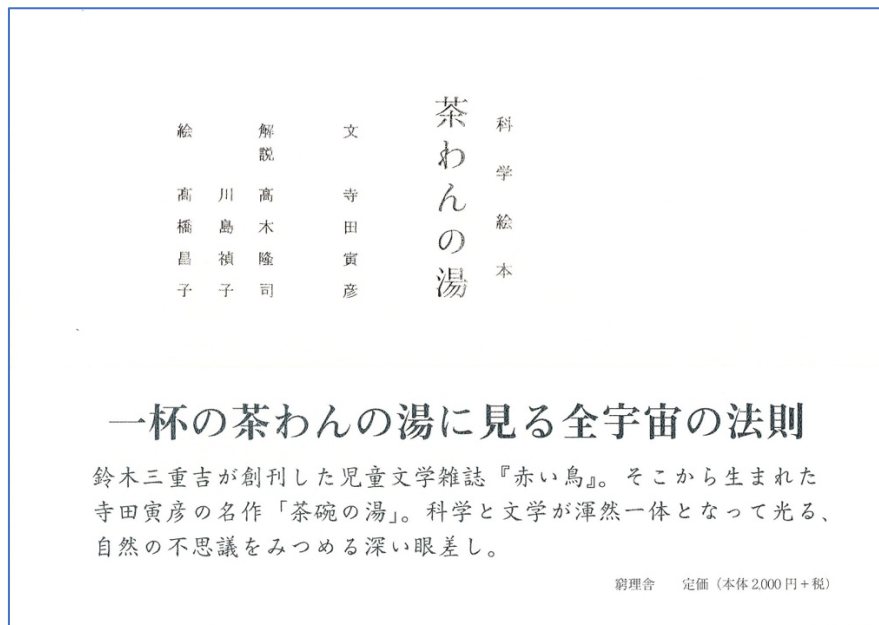 科学絵本
茶わんの湯
文　寺田寅彦
解説　高木隆司
川島禎子
絵　髙橋昌子
一杯の茶わんの湯に見る全宇宙の法則
鈴木三重吉が創刊した児童文学雑誌『赤い鳥』。そこから生まれた
寺田寅彦の名作「茶碗の湯」。科学と文学が渾然一体となって光る、
自然の不思議をみつめる深い眼差し。
窮理舎　定価（本体2,000円+税）